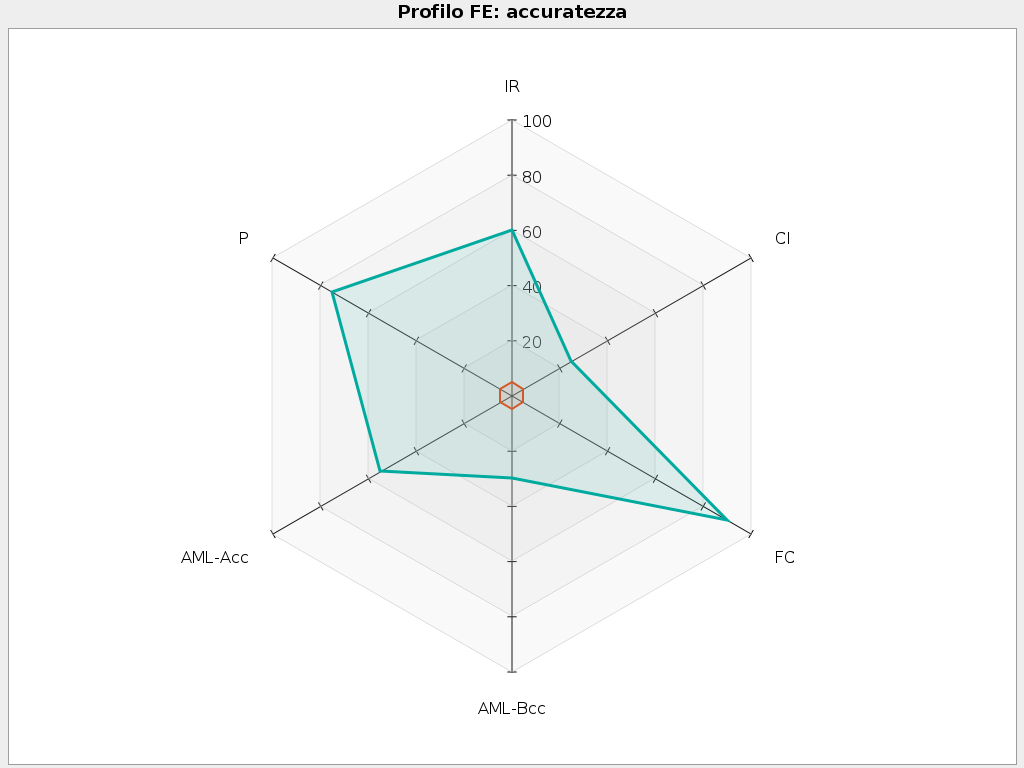 Profilo FE: accuratezza
IR
100
80
P
CI
60
40
20
AML-Acc
FC
AML-Bcc